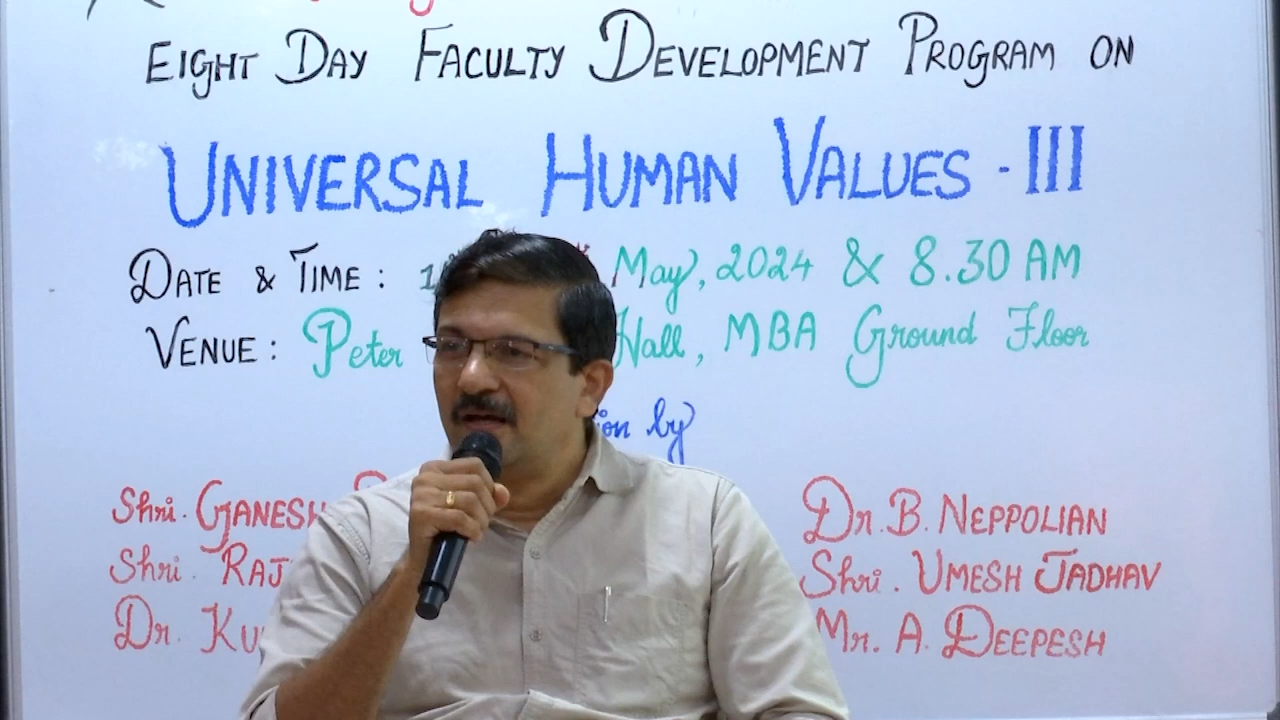 EIGHT DAY FACULTY DEVELOPMENT PROGRAM ON
UNIVERSAL HUMAN VALUES - III
DATE & TIME : May, 2024 & 8.30 AM
VENUE : Peter Hall, MBA Ground Floor
by
Shri. GANESH Dr. B. NEPPOLIAN
Shri. Shri. UMESH JADHAV
Dr. Mr. A. DEEPESH